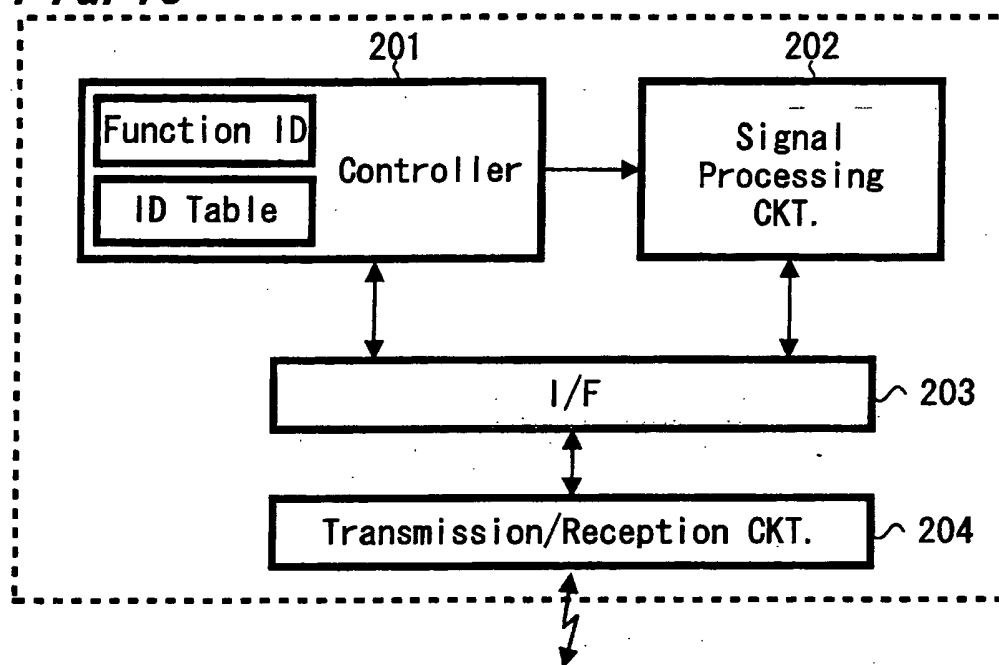 201
202
Function ID
ID Table
Controller
Signal
Processing
CKT.
I/F
203
Transmission/Reception CKT.
204